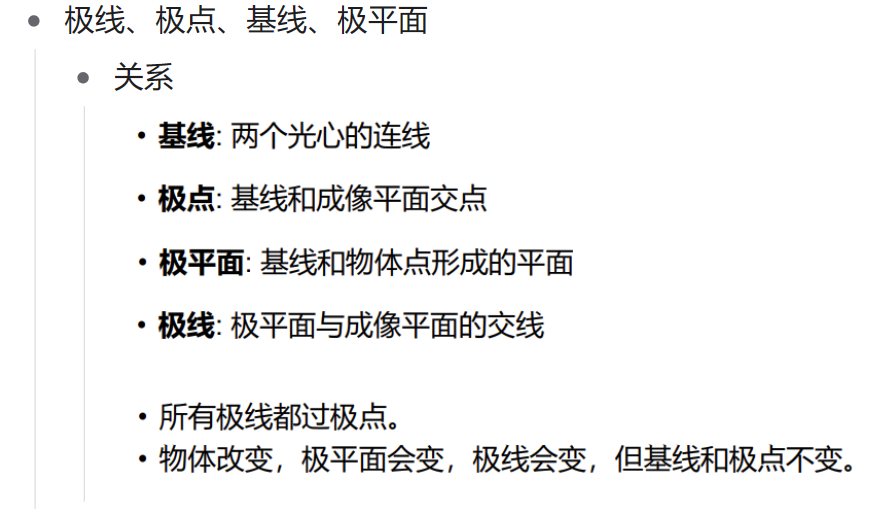 • 极线、极点、基线、极平面
• 关系
• 基线: 两个光心的连线
• 极点: 基线和成像平面交点
• 极平面: 基线和物体点形成的平面
• 极线: 极平面与成像平面的交线
• 所有极线都过极点。
• 物体改变，极平面会变，极线会变，但基线和极点不变。